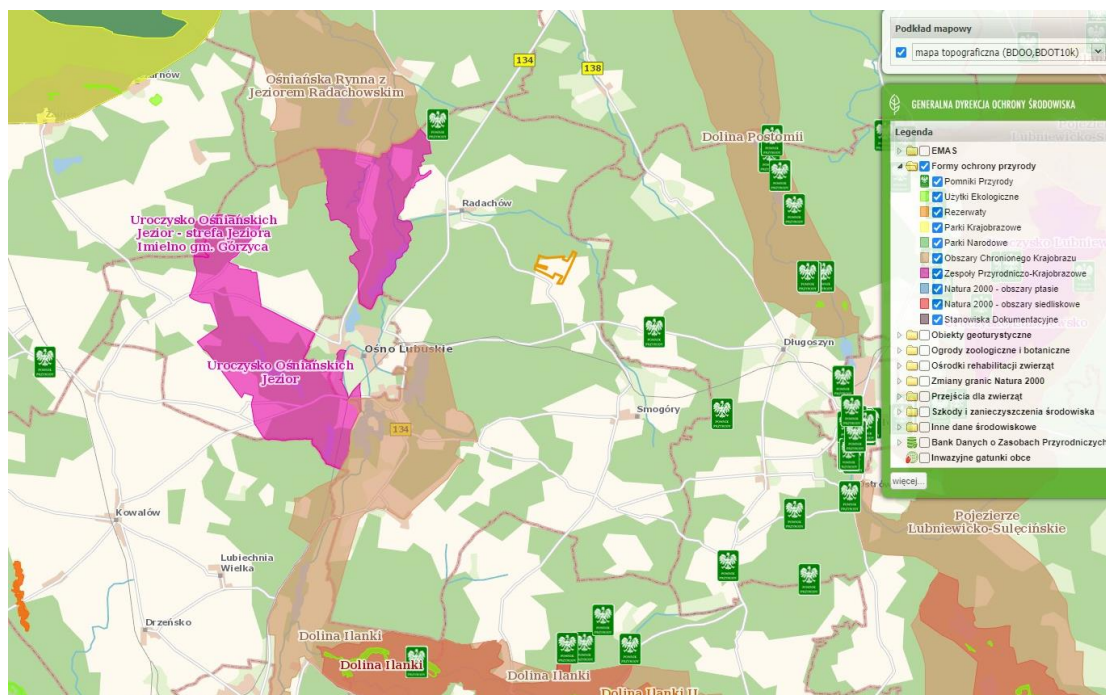 Podkład mapowy
mapa topograficzna (BDOO,BDOT10k)
GENERALNA DYREKCJA OCHRONY ŚRODOWISKA
Legenda
EMAS
Formy ochrony przyrody
Pomniki Przyrody
Użytki Ekologiczne
Rezerwaty
Parki Krajobrazowe
Parki Narodowe
Obszary Chronionego Krajobrazu
Zespoły Przyrodniczo-Krajobrazowe
Natura 2000 - obszary ptasie
Natura 2000 - obszary siedliskowe
Stanowiska Dokumentacyjne
Obiekty geoturystyczne
Ogrody zoologiczne i botaniczne
Ośrodki rehabilitacji zwierząt
Zmiany granic Natura 2000
Przejścia dla zwierząt
Szkody i zanieczyszczenia środowiska
Inne dane środowiskowe
Bank Danych o Zasobach Przyrodniczych
Inwazyjne gatunki obce
więcej...
134
138
Ośniańska Rynna z
Jeziorem Radachowskim
Dolina Postomii
Radachów
Uroczysko Ośniańskich
Jezior - strefa Jeziora
Imielno gm. Górzyca
Ośno Lubuskie
Długoszyn
Uroczysko Ośniańskich
Jezior
Smogóry
134
Kowalów
Pojezierze
Lubniewicko-Sulęcińskie
Lubiechnia
Wielka
Drzeńsko
Dolina Ilanki
Dolina Ilanki
Dolina Ilanki
Dolina Ilanki II